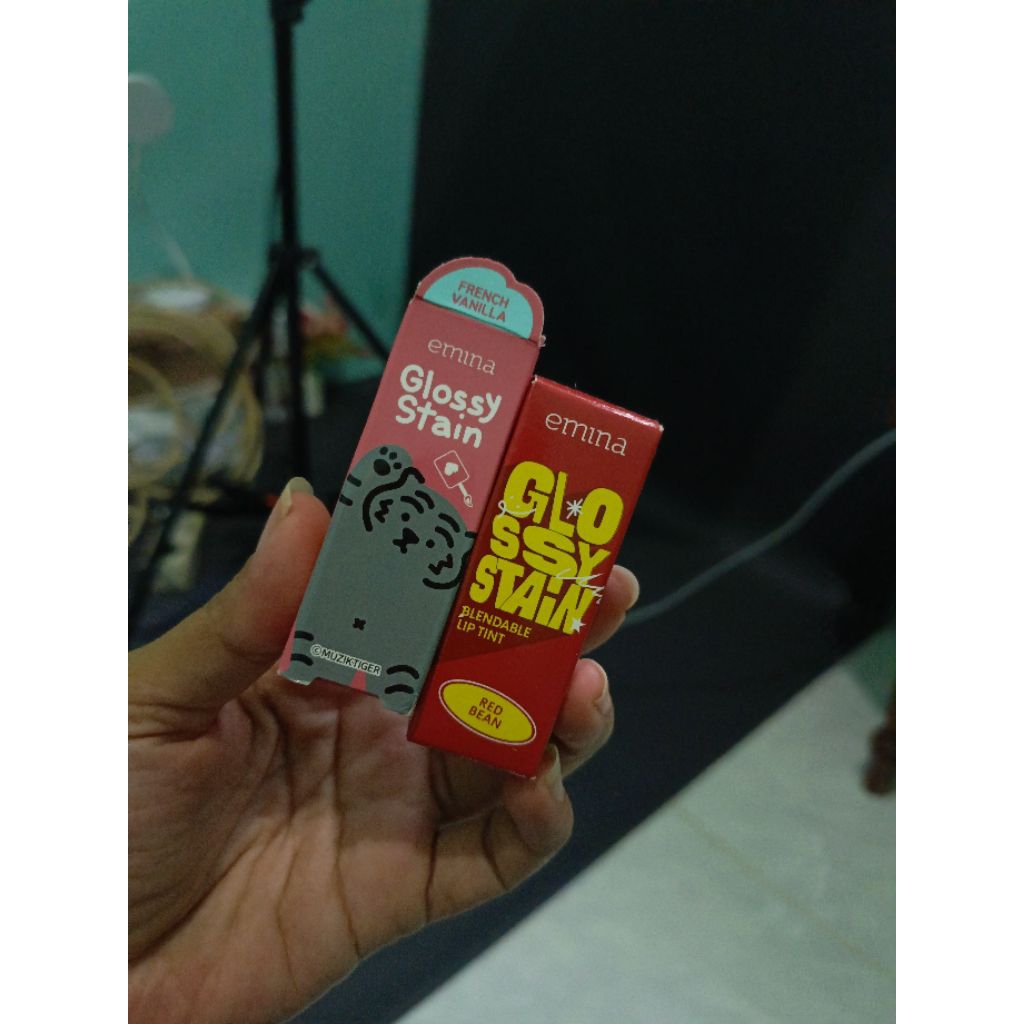 FRENCH
VANILLA
emina
Glossy
Stain
©MUZIKTIGER
emina
GLO
SSY
STAiN
BLENDABLE
LIP TINT
RED
BEAN